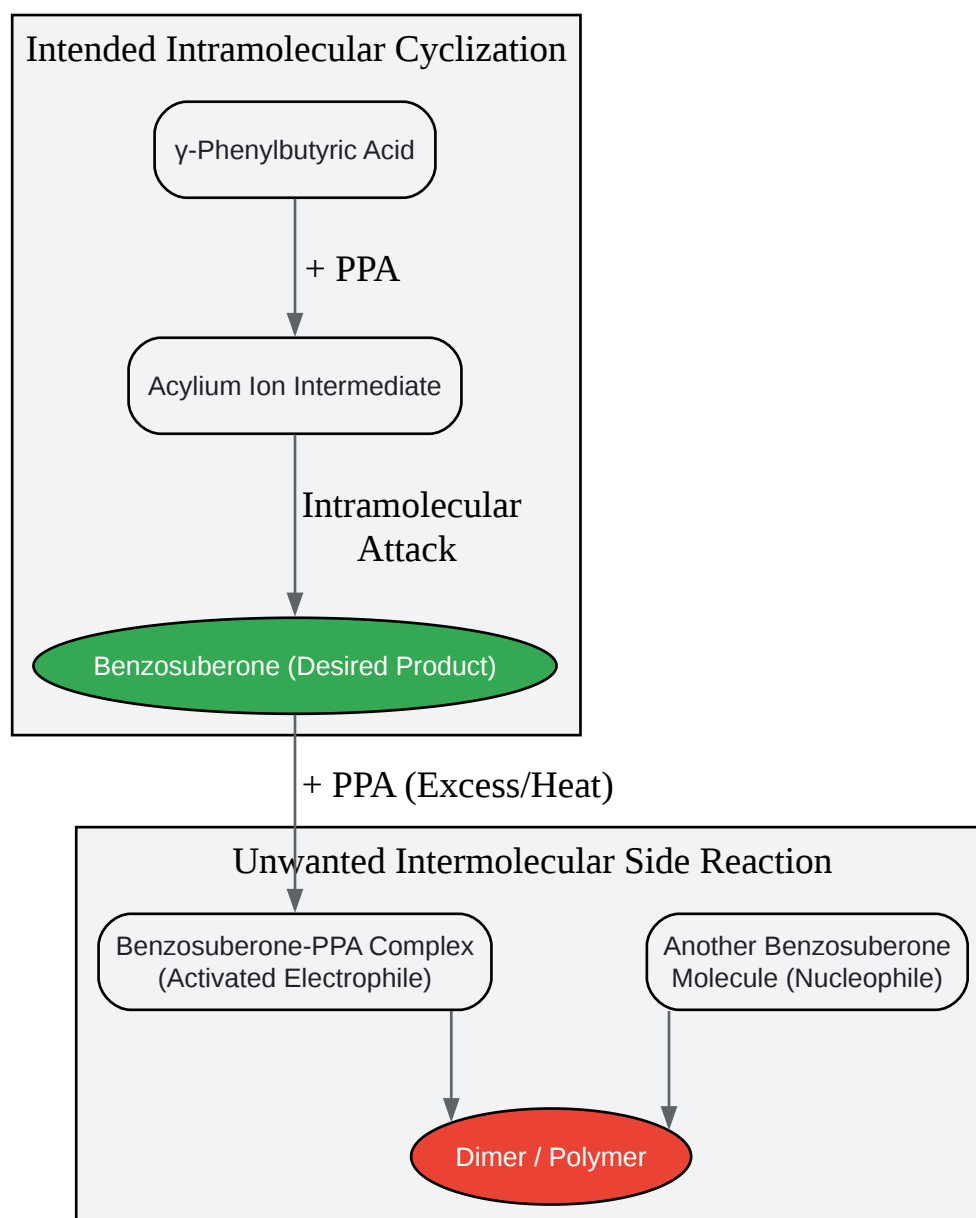 Intended Intramolecular Cyclization
γ-Phenylbutyric Acid
+ PPA
Acylium Ion Intermediate
Intramolecular
Attack
Benzosuberone (Desired Product)
+ PPA (Excess/Heat)
Unwanted Intermolecular Side Reaction
Benzosuberone-PPA Complex
(Activated Electrophile)
Another Benzosuberone
Molecule (Nucleophile)
Dimer / Polymer